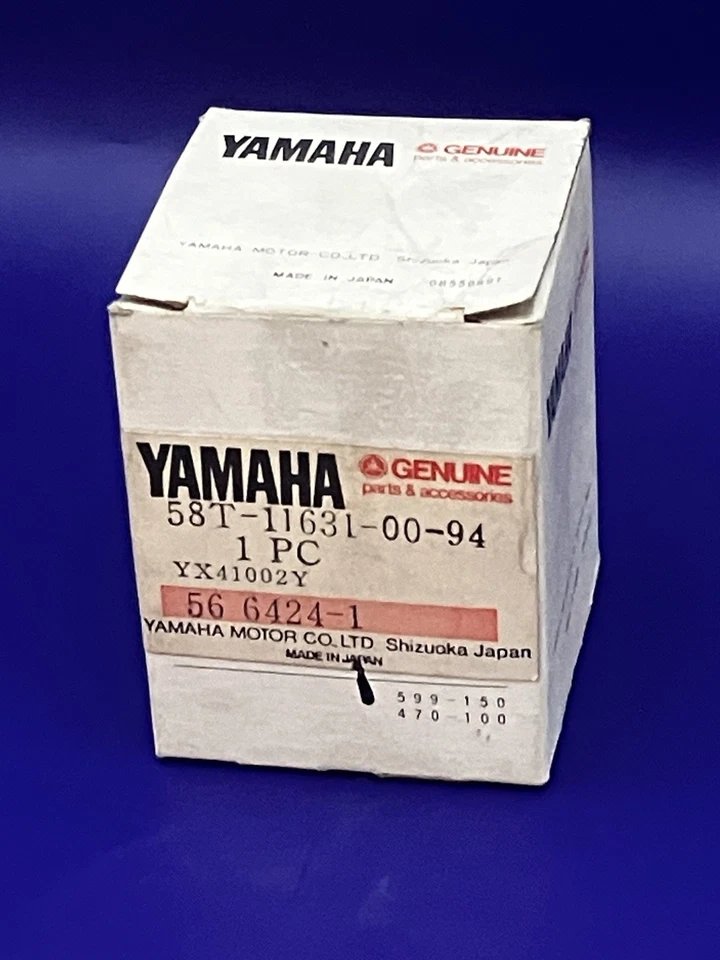 YAMAHA GENUINE
parts & accessories
YAMAHA MOTOR CO.,LTD. Shizuoka Japan
MADE IN JAPAN
YAMAHA GENUINE
parts & accessories
58T-11631-00-94
1 PC
YX41002Y
56 6424-1
YAMAHA MOTOR CO.,LTD. Shizuoka Japan
MADE IN JAPAN
599-150
470-100
YAMAHA